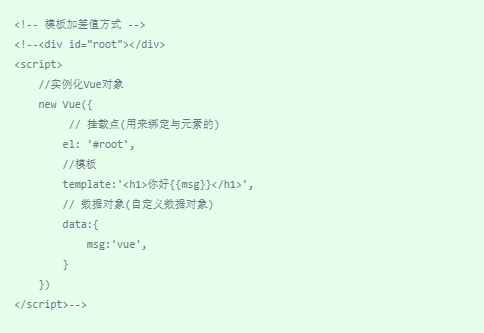 <!-- 模板加差值方式 -->
<!--<div id="root"></div>
<script>
    //实例化Vue对象
    new Vue({
         // 挂载点(用来绑定与元素的)
        el: '#root',
        //模板
        template:'<h1>你好{{msg}}</h1>',
        // 数据对象(自定义数据对象)
        data:{
            msg:'vue',
        }
    })
</script>-->